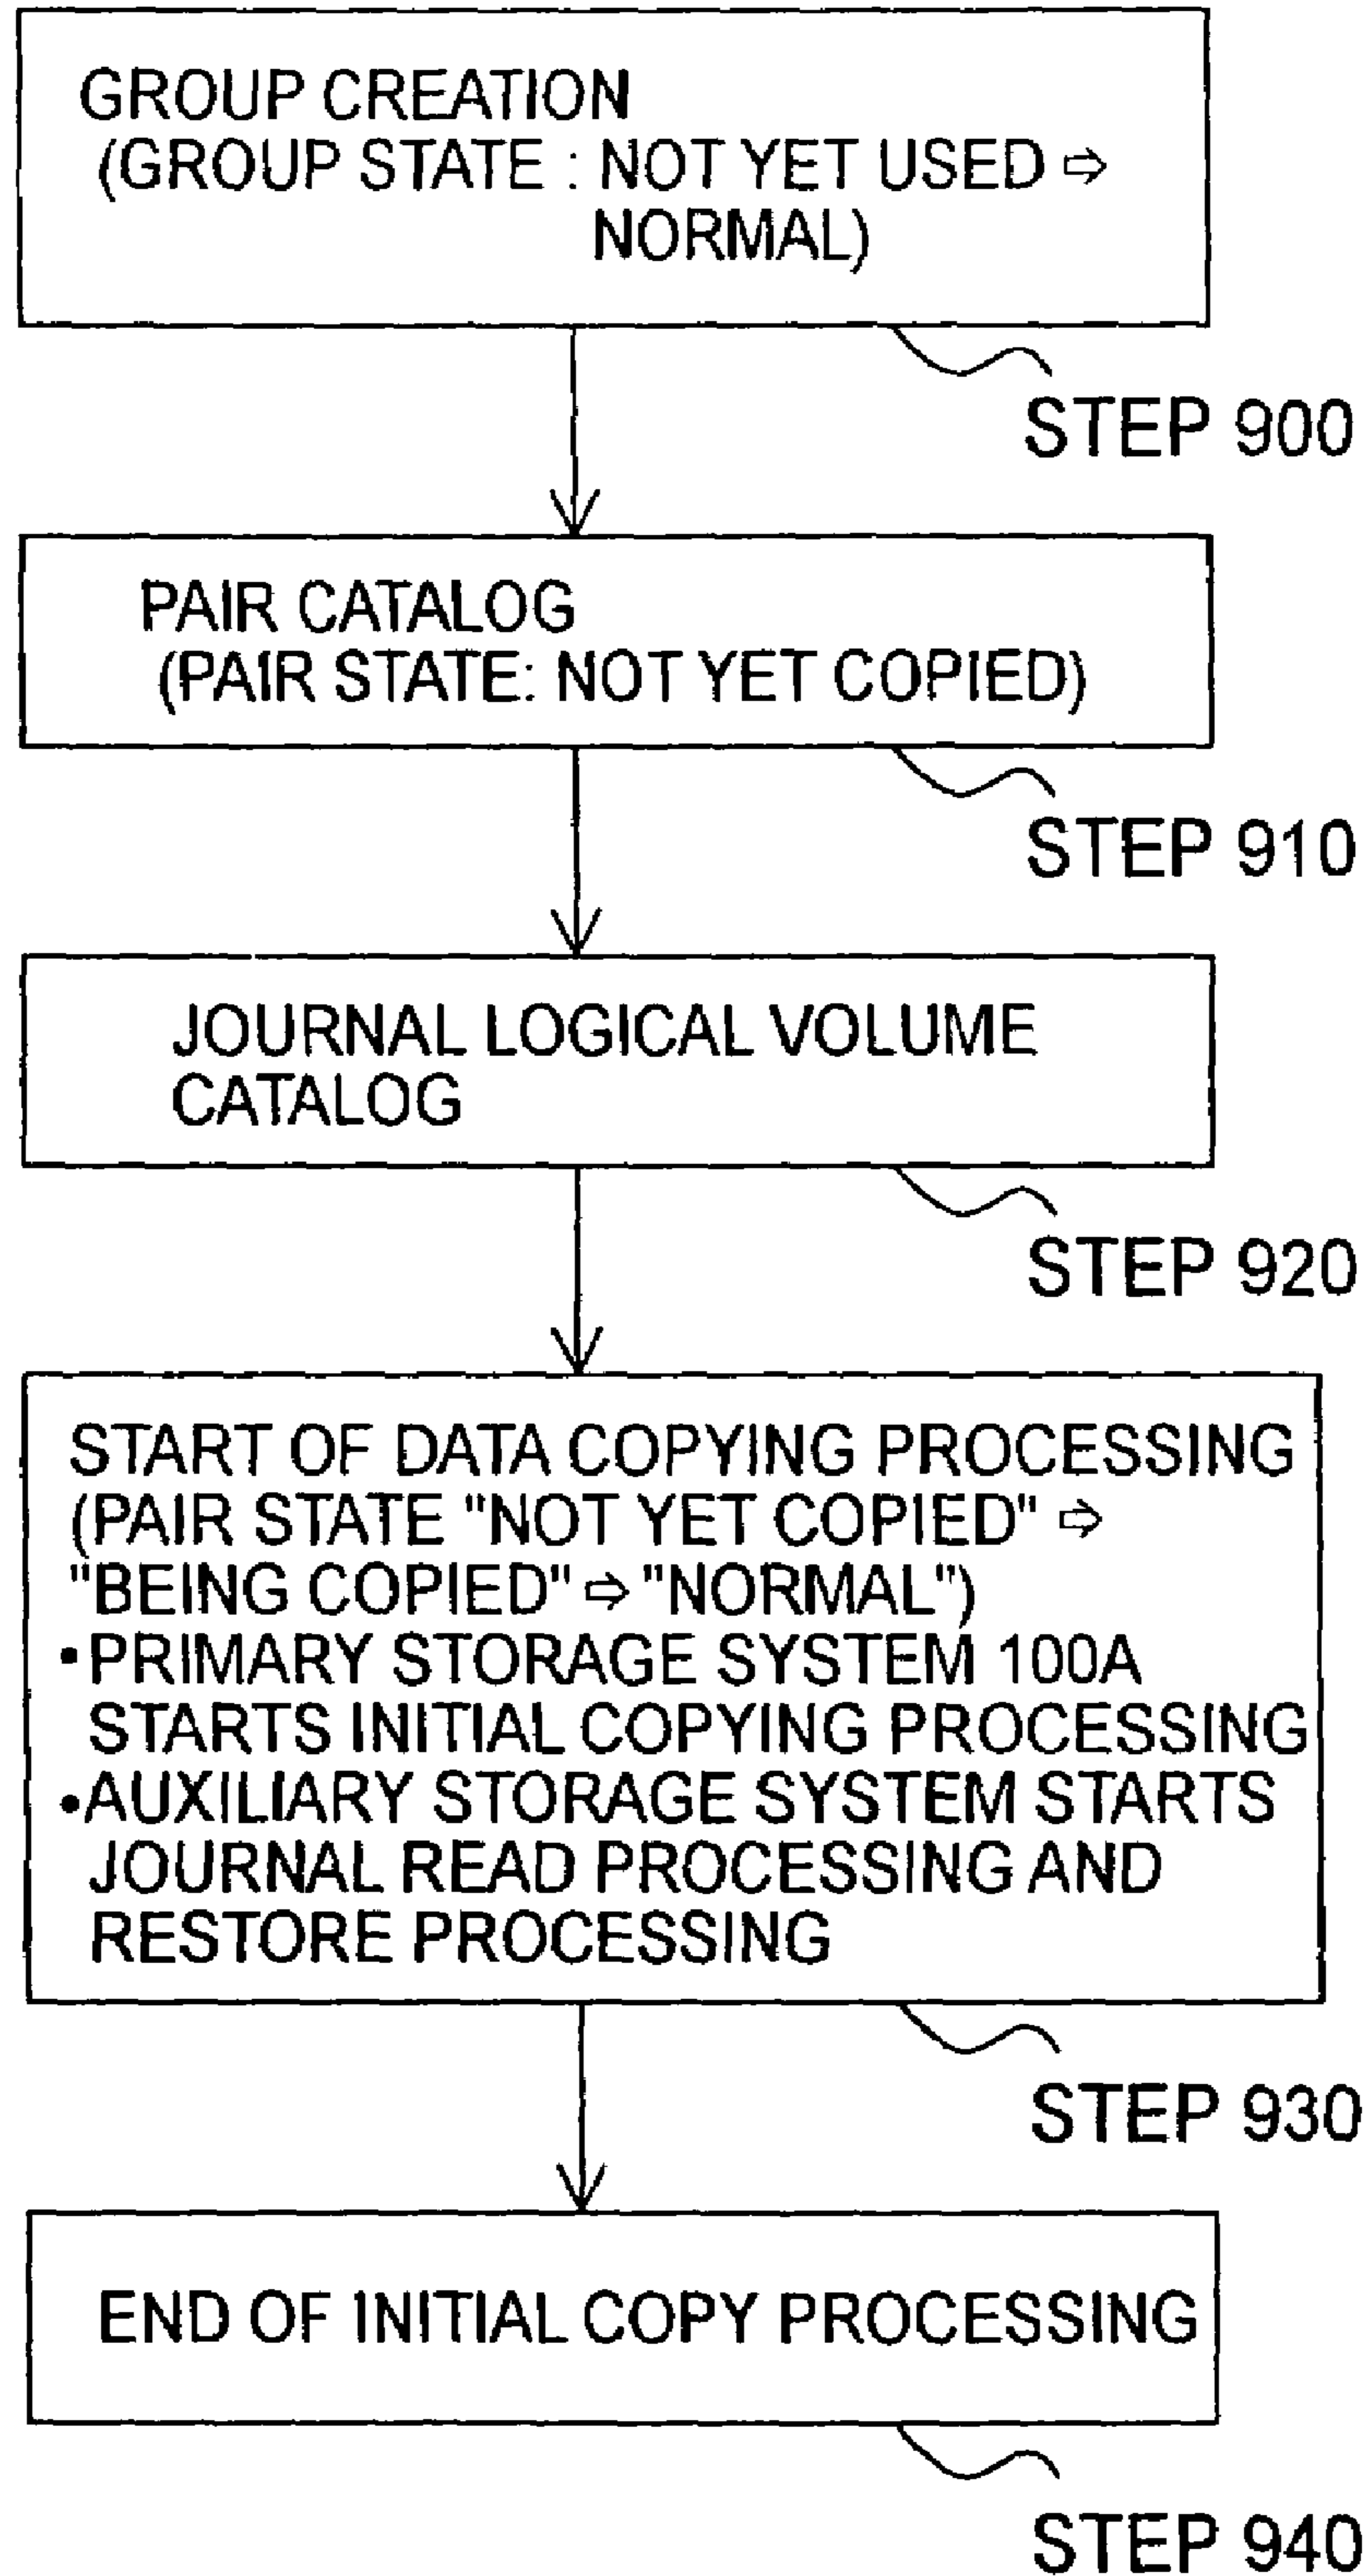 GROUP CREATION
(GROUP STATE : NOT YET USED ⇨
NORMAL)
STEP 900
PAIR CATALOG
(PAIR STATE: NOT YET COPIED)
STEP 910
JOURNAL LOGICAL VOLUME
CATALOG
STEP 920
START OF DATA COPYING PROCESSING
(PAIR STATE "NOT YET COPIED" ⇨
"BEING COPIED" ⇨ "NORMAL")
•PRIMARY STORAGE SYSTEM 100A
STARTS INITIAL COPYING PROCESSING
•AUXILIARY STORAGE SYSTEM STARTS
JOURNAL READ PROCESSING AND
RESTORE PROCESSING
STEP 930
END OF INITIAL COPY PROCESSING
STEP 940